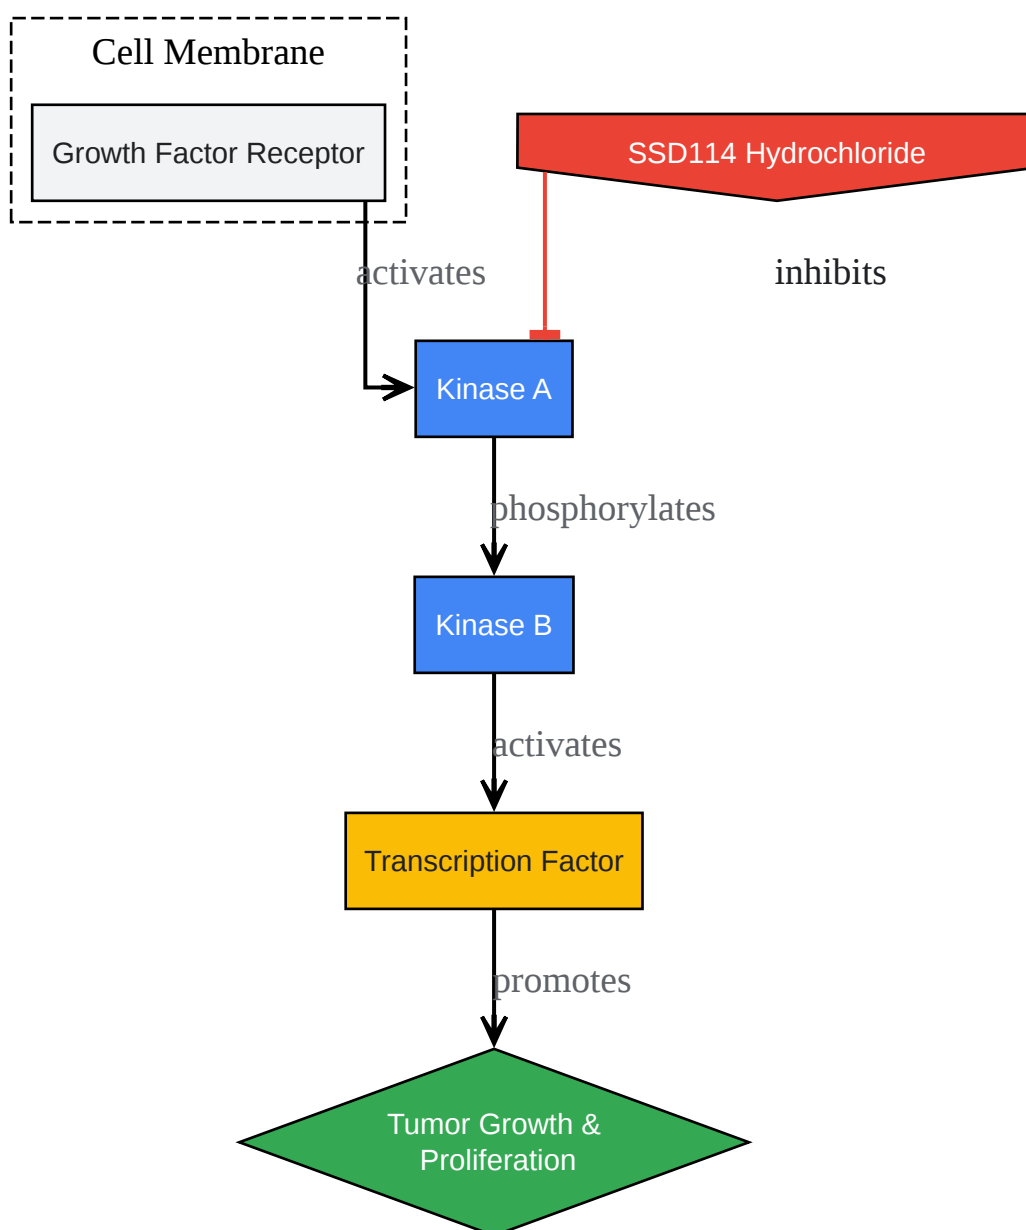 Cell Membrane
Growth Factor Receptor
SSD114 Hydrochloride
activates
inhibits
Kinase A
phosphorylates
Kinase B
activates
Transcription Factor
promotes
Tumor Growth &
Proliferation